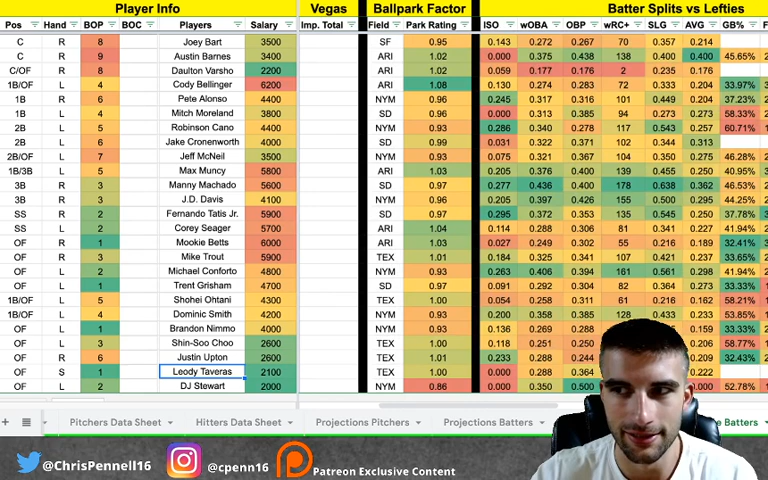 Player Info Vegas Ballpark Factor Batter Splits vs Lefties
Pos Hand BOP BOC Players Salary Imp. Total Field Park Rating ISO wOBA OBP wRC+ SLG AVG GB% F
C R 8 Joey Bart 3500 SF 0.95 0.143 0.272 0.267 70 0.357 0.214
C R 9 Austin Barnes 3400 ARI 1.02 0.000 0.375 0.438 138 0.400 0.400 45.65%
C/OF R 8 Daulton Varsho 2200 ARI 1.02 0.059 0.177 0.176 2 0.235 0.176
1B/OF L 4 Cody Bellinger 6200 ARI 1.08 0.130 0.274 0.283 72 0.333 0.204 33.97%
1B R 6 Pete Alonso 4400 NYM 0.96 0.245 0.317 0.316 101 0.449 0.204 37.23%
1B L 4 Mitch Moreland 3800 SD 0.96 0.000 0.313 0.385 94 0.273 0.273 58.33%
2B L 5 Robinson Cano 4400 NYM 0.93 0.286 0.340 0.278 117 0.543 0.257 60.71%
2B L 6 Jake Cronenworth 4000 SD 0.99 0.031 0.322 0.371 102 0.344 0.313
2B/OF L 7 Jeff McNeil 3500 NYM 0.93 0.075 0.321 0.367 104 0.350 0.275 46.28%
1B/3B L 5 Max Muncy 5800 ARI 1.03 0.205 0.376 0.400 139 0.455 0.250 40.95%
3B R 3 Manny Machado 5600 SD 0.97 0.277 0.436 0.400 178 0.638 0.362 46.53%
3B R 3 J.D. Davis 4100 NYM 0.93 0.205 0.397 0.426 155 0.500 0.295 44.25%
SS R 2 Fernando Tatis Jr. 5900 SD 0.97 0.295 0.372 0.353 135 0.545 0.250 37.78%
SS L 2 Corey Seager 5700 ARI 1.04 0.114 0.288 0.306 81 0.341 0.227 41.94%
OF R 1 Mookie Betts 6000 ARI 1.03 0.027 0.249 0.302 55 0.216 0.189 32.41%
OF R 3 Mike Trout 5900 TEX 1.01 0.184 0.325 0.341 107 0.421 0.237 33.65%
OF L 2 Michael Conforto 4800 NYM 0.93 0.263 0.406 0.394 161 0.561 0.298 41.94%
OF L 1 Trent Grisham 4700 SD 0.97 0.091 0.292 0.304 82 0.364 0.273 33.33%
1B/OF L 5 Shohei Ohtani 4300 TEX 1.00 0.054 0.258 0.311 61 0.216 0.162 58.21%
1B/OF L 4 Dominic Smith 4200 NYM 0.93 0.200 0.358 0.385 128 0.433 0.233 53.85%
OF L 1 Brandon Nimmo 4000 NYM 0.93 0.136 0.269 0.288 .159 33.33%
OF L 3 Shin-Soo Choo 2600 TEX 1.00 0.118 0.251 0.250 .206 58.77%
OF R 6 Justin Upton 2600 TEX 1.01 0.233 0.288 0.244 .209 32.43%
OF S 1 Leody Taveras 2100 TEX 1.00 0.000 0.288 0.364 .222
OF L 2 DJ Stewart 2000 NYM 0.86 0.000 0.350 0.500 .000 52.78%
+ Pitchers Data Sheet Hitters Data Sheet Projections Pitchers Projections Batters e Batters
@ChrisPennell16 @cpenn16 Patreon Exclusive Content